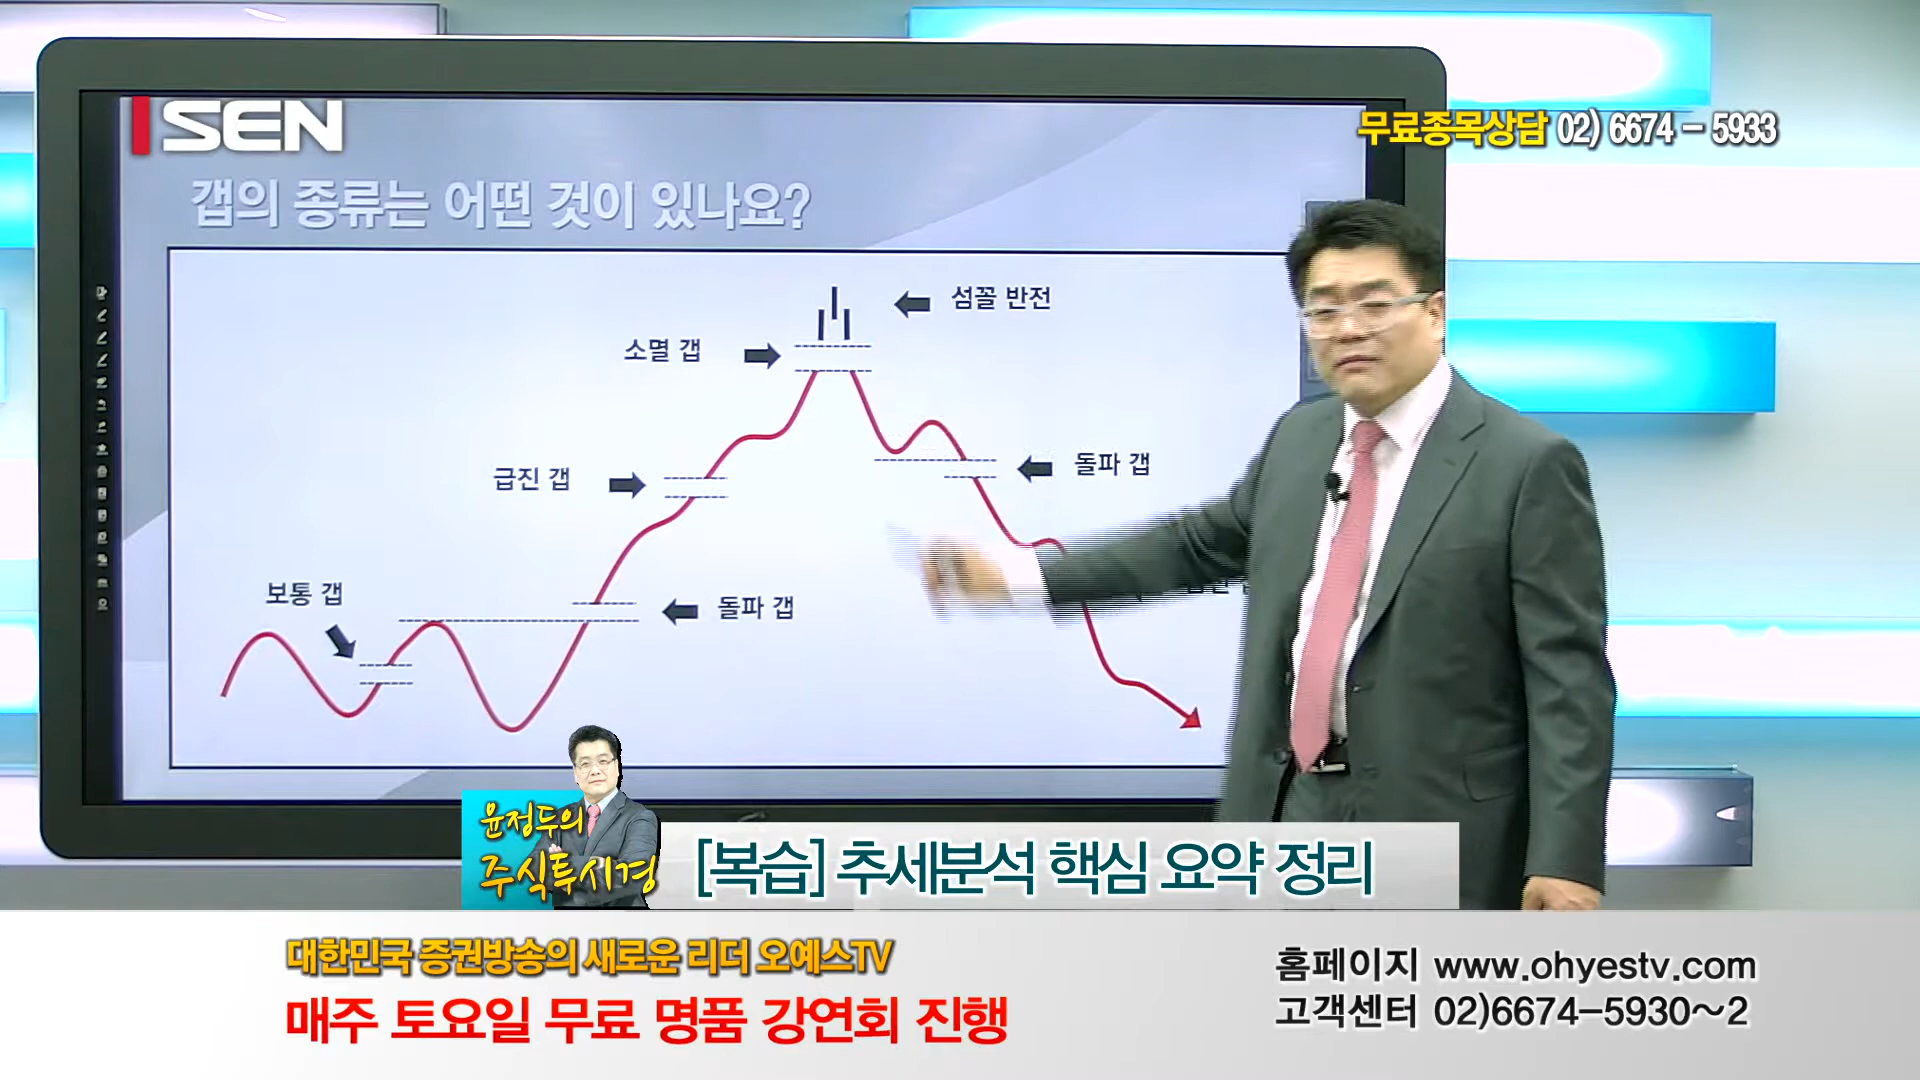 SEN
무료종목상담 02) 6674 - 5933
갭의 종류는 어떤 것이 있나요?
섬꼴 반전
소멸 갭
돌파 갭
급진 갭
보통 갭
돌파 갭
윤정두의
주식투시경
[복습] 추세분석 핵심 요약 정리
대한민국 증권방송의 새로운 리더 오예스TV
매주 토요일 무료 명품 강연회 진행
홈페이지 www.ohyestv.com
고객센터 02)6674-5930~2